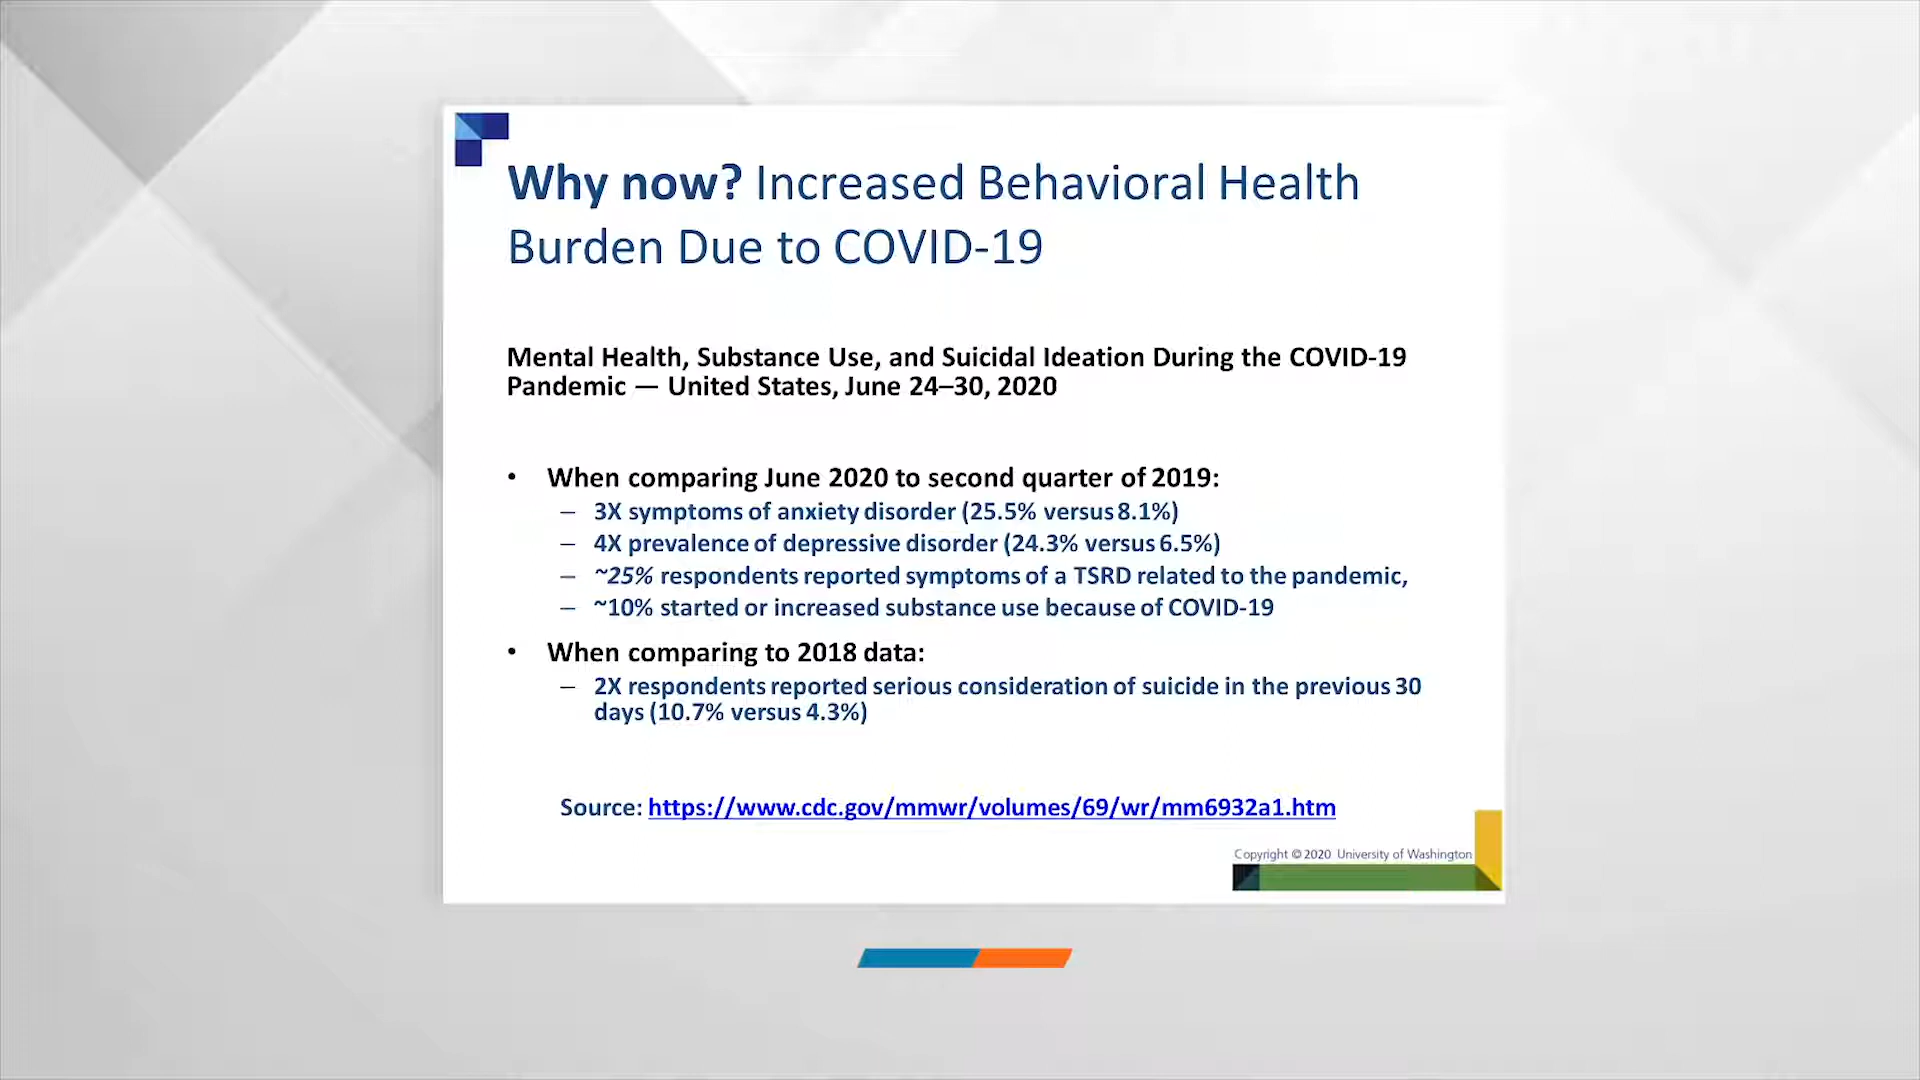 Why now? Increased Behavioral Health
Burden Due to COVID-19
Mental Health, Substance Use, and Suicidal Ideation During the COVID-19
Pandemic — United States, June 24–30, 2020
• When comparing June 2020 to second quarter of 2019:
– 3X symptoms of anxiety disorder (25.5% versus 8.1%)
– 4X prevalence of depressive disorder (24.3% versus 6.5%)
– ~25% respondents reported symptoms of a TSRD related to the pandemic,
– ~10% started or increased substance use because of COVID-19
• When comparing to 2018 data:
– 2X respondents reported serious consideration of suicide in the previous 30
days (10.7% versus 4.3%)
Source: https://www.cdc.gov/mmwr/volumes/69/wr/mm6932a1.htm
Copyright © 2020 University of Washington